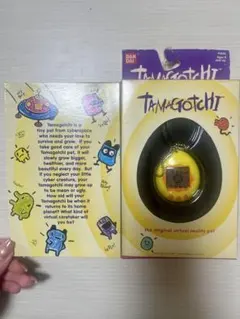 Tamagotchi is a
tiny pet from cyberspace
who needs your love to
survive and grow. If
you take good care of your
Tamagotchi pet, it will
slowly grow bigger,
healthier, and more
beautiful every day. But
if you neglect your little
cyber creature, your
Tamagotchi may grow up
to be mean or ugly.
How old will your
Tamagotchi be when it
returns to its home
planet? What kind of
virtual caretaker will
you be?
BANDAI
TAMAGOTCHI
TAMAGOTCHI
the original virtual reality pet